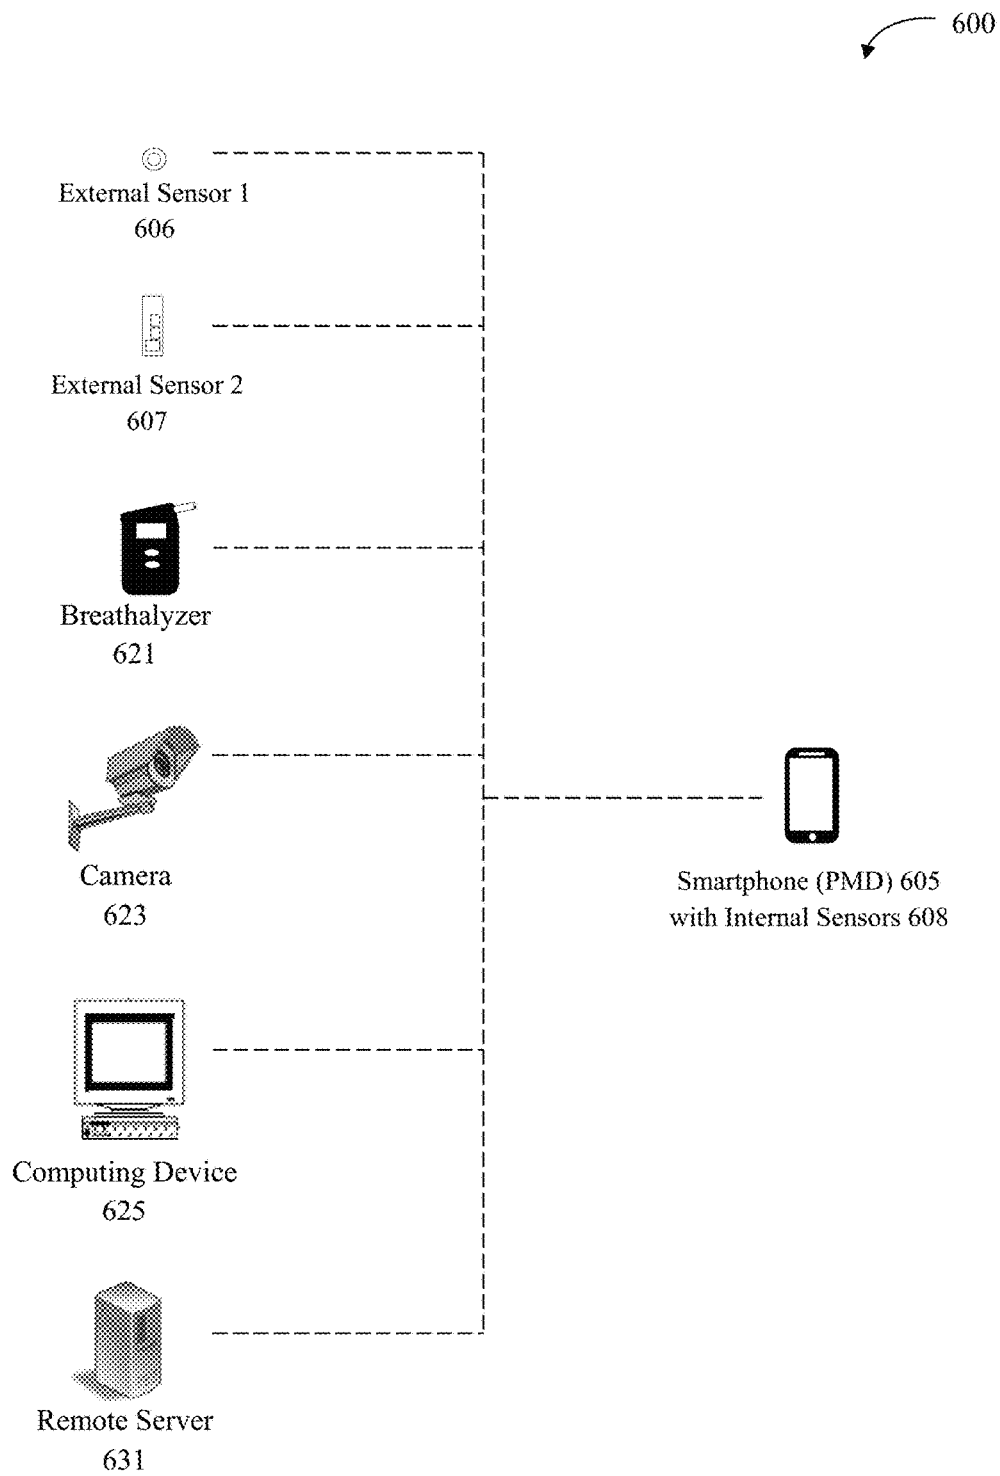 600
External Sensor 1
606
External Sensor 2
607
Breathalyzer
621
Camera
623
Smartphone (PMD) 605
with Internal Sensors 608
Computing Device
625
Remote Server
631